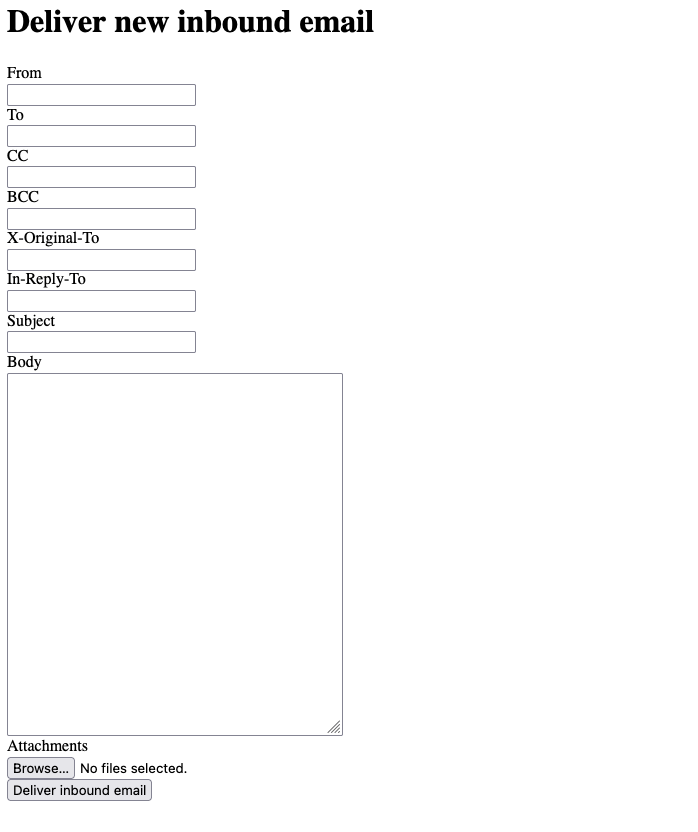 Deliver new inbound email
From
To
CC
BCC
X-Original-To
In-Reply-To
Subject
Body
Attachments
Browse... No files selected.
Deliver inbound email